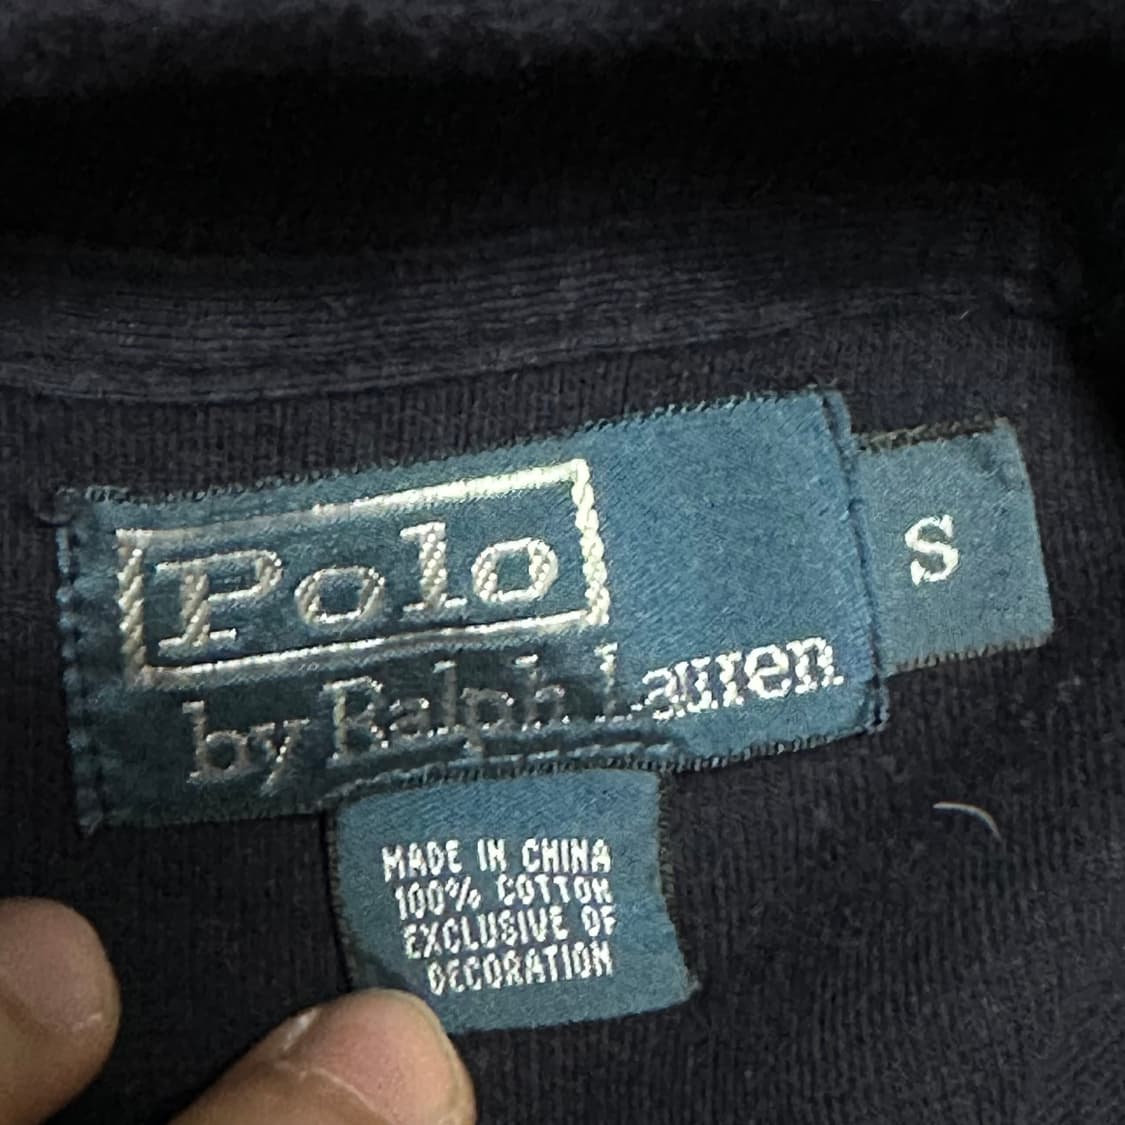 Polo
by Ralph Lauren
S
MADE IN CHINA
100% COTTON
EXCLUSIVE OF
DECORATION